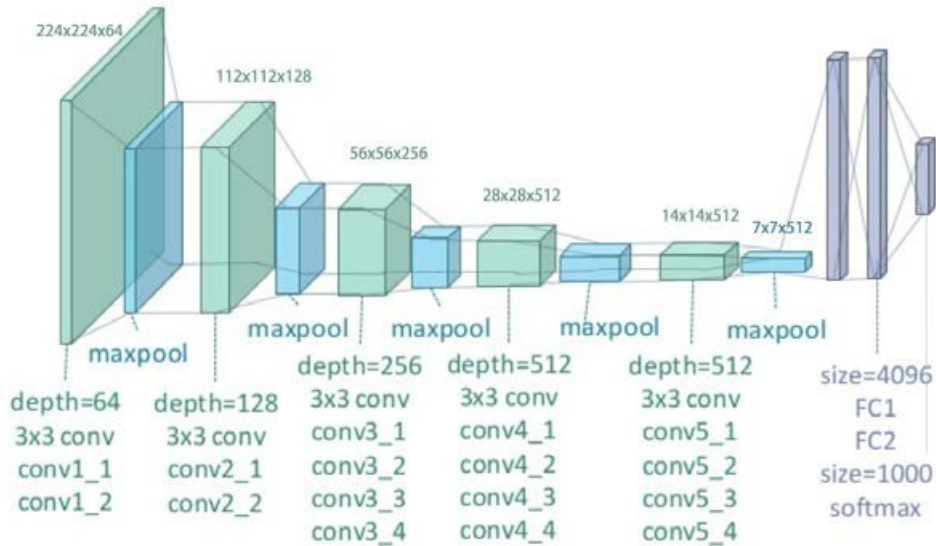 224x224x64
112x112x128
56x56x256
28x28x512
14x14x512
7x7x512
maxpool
maxpool
maxpool
maxpool
maxpool
depth=64
3x3 conv
conv1_1
conv1_2
depth=128
3x3 conv
conv2_1
conv2_2
depth=256
3x3 conv
conv3_1
conv3_2
conv3_3
conv3_4
depth=512
3x3 conv
conv4_1
conv4_2
conv4_3
conv4_4
depth=512
3x3 conv
conv5_1
conv5_2
conv5_3
conv5_4
size=4096
FC1
FC2
size=1000
softmax